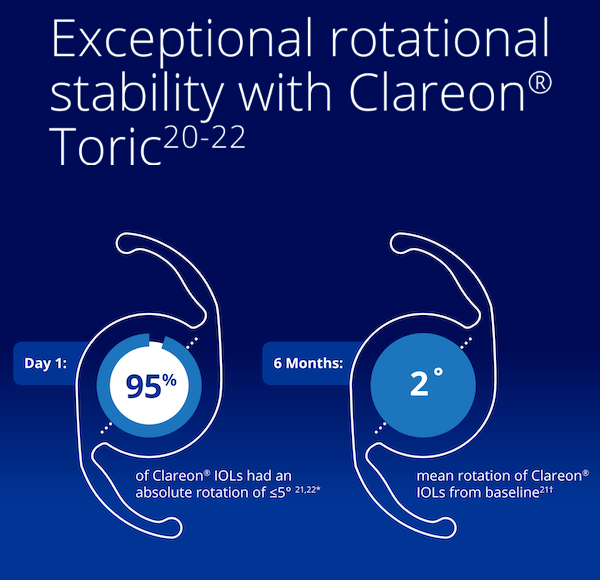 Exceptional rotational
stability with Clareon®
Toric20-22
Day 1:
95%
of Clareon® IOLs had an
absolute rotation of ≤5° 21,22*
6 Months:
2°
mean rotation of Clareon®
IOLs from baseline21†